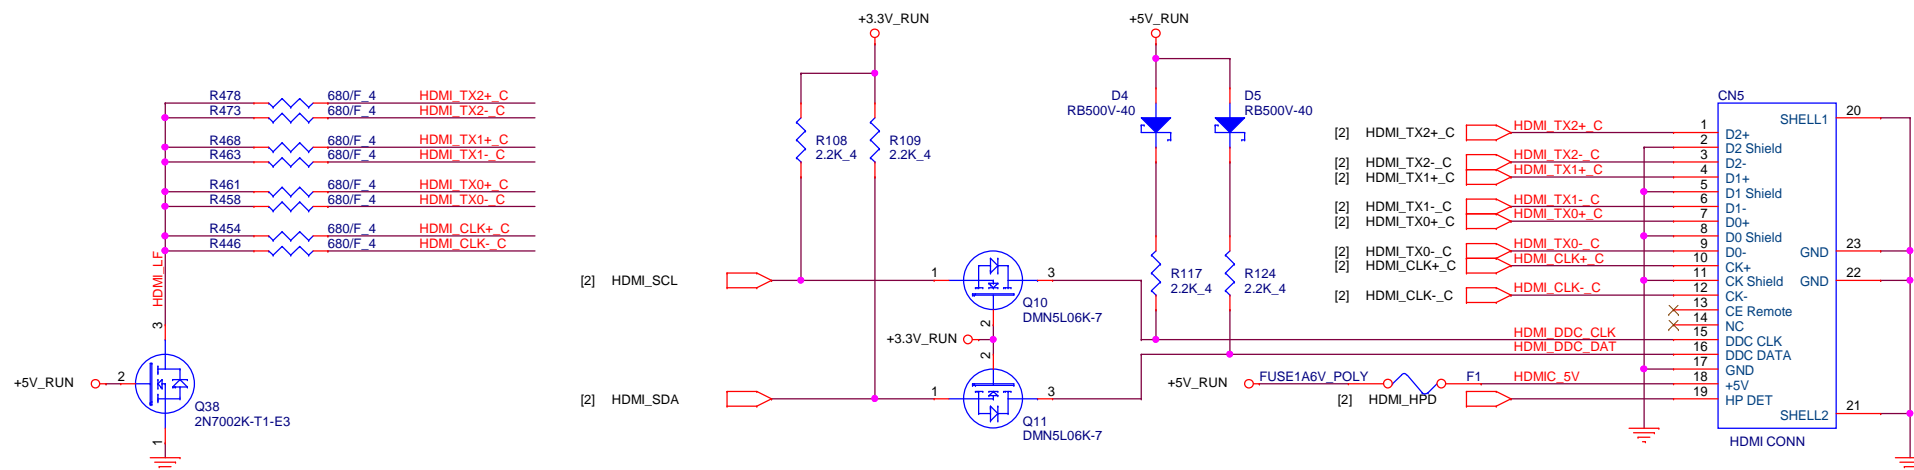 +3.3V_RUN
+5V_RUN
R478 680/F_4 HDMI_TX2+_C
R473 680/F_4 HDMI_TX2-_C
R468 680/F_4 HDMI_TX1+_C
R463 680/F_4 HDMI_TX1-_C
R461 680/F_4 HDMI_TX0+_C
R458 680/F_4 HDMI_TX0-_C
R454 680/F_4 HDMI_CLK+_C
R446 680/F_4 HDMI_CLK-_C
HDMI_LF
3
+5V_RUN
2
Q38
2N7002K-T1-E3
1
R108
2.2K_4
R109
2.2K_4
D4
RB500V-40
D5
RB500V-40
R117
2.2K_4
R124
2.2K_4
[2] HDMI_SCL
1
3
Q10
DMN5L06K-7
2
+3.3V_RUN
2
[2] HDMI_SDA
1
3
Q11
DMN5L06K-7
HDMI_DDC_CLK
HDMI_DDC_DAT
+5V_RUN
FUSE1A6V_POLY
F1
HDMIC_5V
[2] HDMI_HPD
[2] HDMI_TX2+_C HDMI_TX2+_C
[2] HDMI_TX2-_C HDMI_TX2-_C
[2] HDMI_TX1+_C HDMI_TX1+_C
[2] HDMI_TX1-_C HDMI_TX1-_C
[2] HDMI_TX0+_C HDMI_TX0+_C
[2] HDMI_TX0-_C HDMI_TX0-_C
[2] HDMI_CLK+_C HDMI_CLK+_C
[2] HDMI_CLK-_C HDMI_CLK-_C
CN5
1 D2+
2 D2 Shield
3 D2-
4 D1+
5 D1 Shield
6 D1-
7 D0+
8 D0 Shield
9 D0-
10 CK+
11 CK Shield
12 CK-
13 CE Remote
14 NC
15 DDC CLK
16 DDC DATA
17 GND
18 +5V
19 HP DET
SHELL1 20
GND 23
GND 22
SHELL2 21
HDMI CONN